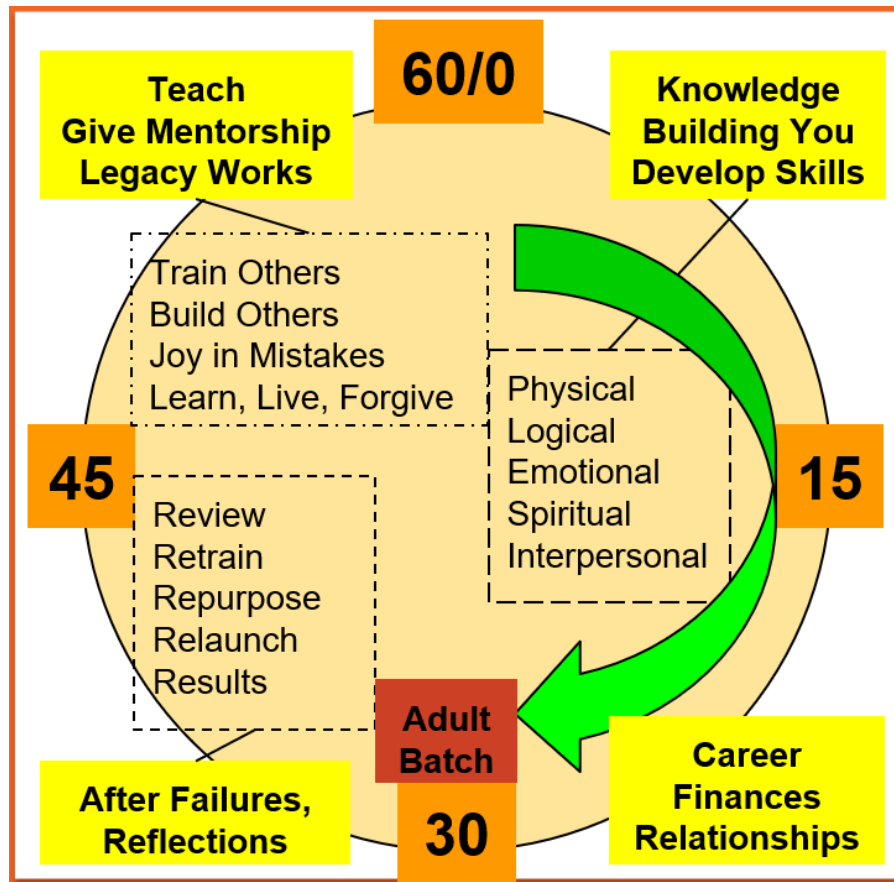 60/0
Teach
Give Mentorship
Legacy Works
Knowledge
Building You
Develop Skills
Train Others
Build Others
Joy in Mistakes
Learn, Live, Forgive
Physical
Logical
Emotional
Spiritual
Interpersonal
45
15
Review
Retrain
Repurpose
Relaunch
Results
Adult
Batch
30
After Failures,
Reflections
Career
Finances
Relationships